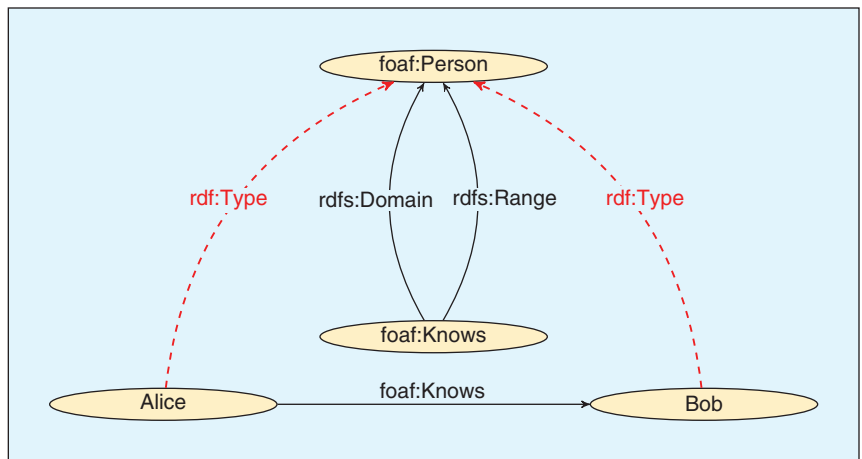 foaf:Person
rdf:Type
rdfs:Domain
rdfs:Range
rdf:Type
foaf:Knows
Alice
foaf:Knows
Bob